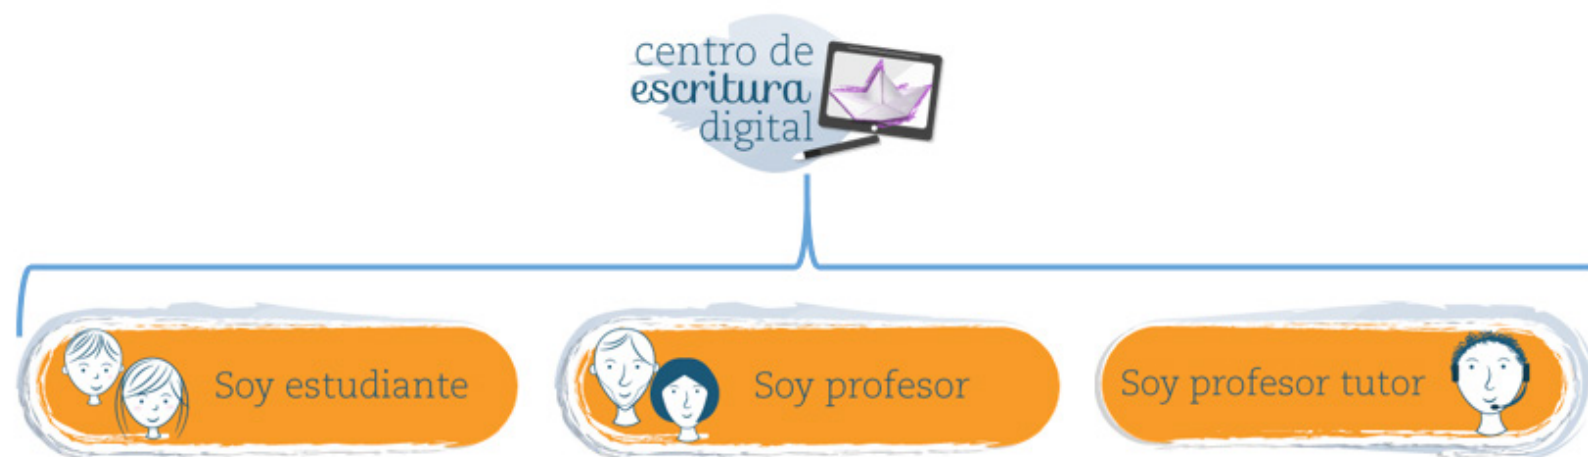 centro de
escritura
digital
Soy estudiante
Soy profesor
Soy profesor tutor